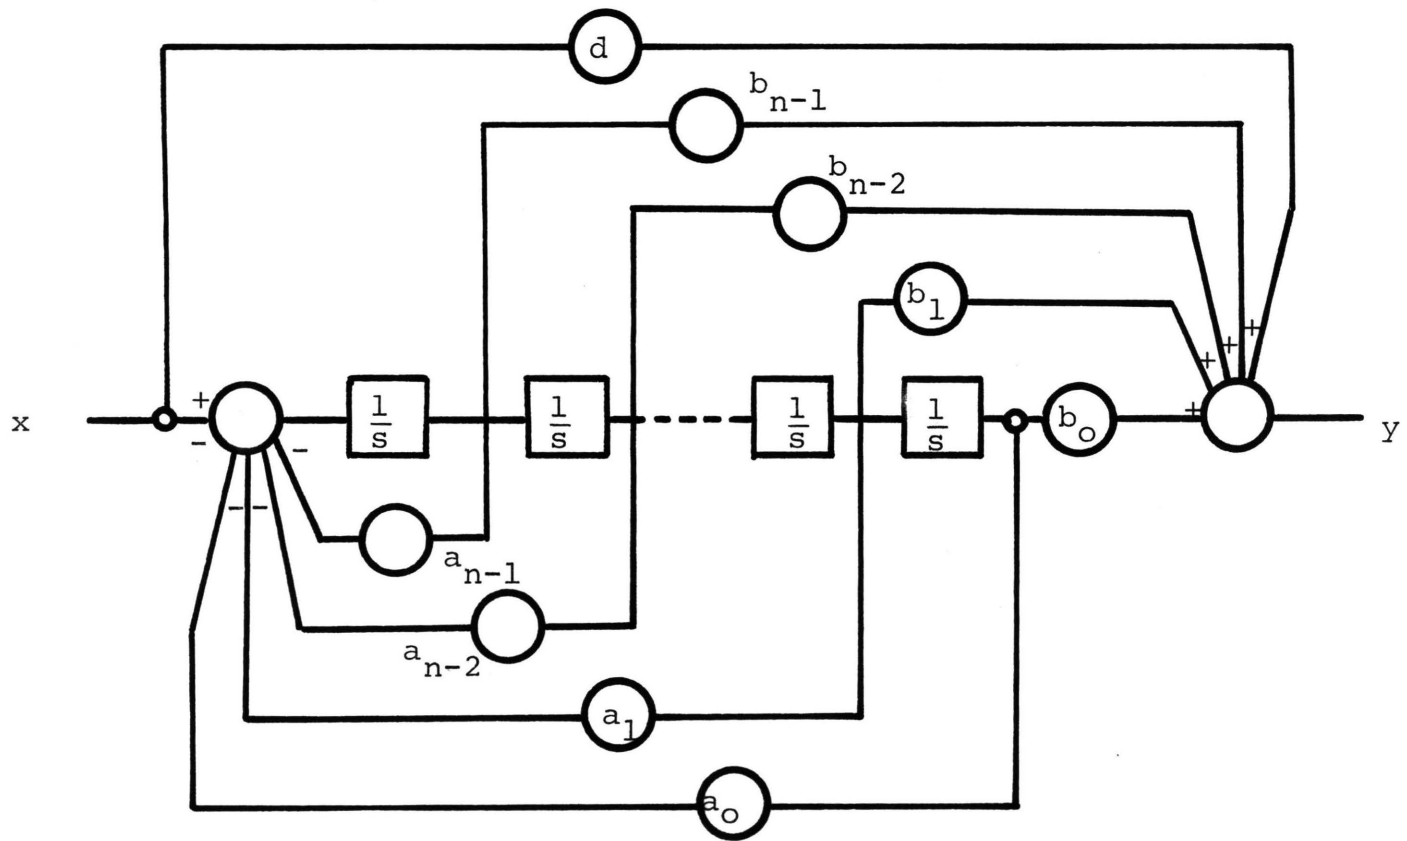 d
b n-1
b n-2
b 1
x
+
-
-
--
1/s
1/s
1/s
1/s
b o
+
+
+
+
y
a n-1
a n-2
a 1
a o